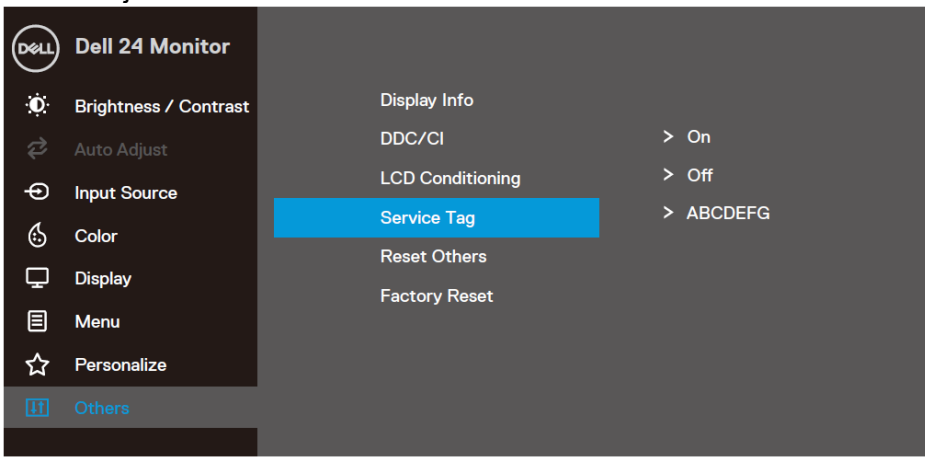 DELL Dell 24 Monitor
Brightness / Contrast
Auto Adjust
Input Source
Color
Display
Menu
Personalize
Others
Display Info
DDC/CI > On
LCD Conditioning > Off
Service Tag > ABCDEFG
Reset Others
Factory Reset